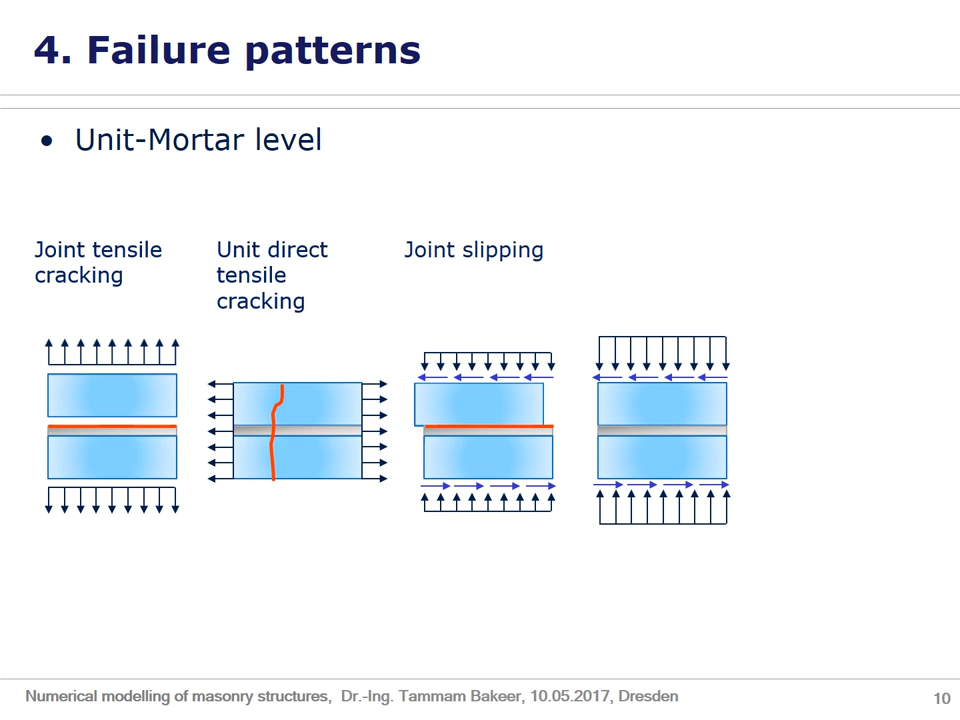 4. Failure patterns
• Unit-Mortar level
Joint tensile
cracking
Unit direct
tensile
cracking
Joint slipping
Numerical modelling of masonry structures, Dr.-Ing. Tammam Bakeer, 10.05.2017, Dresden
10